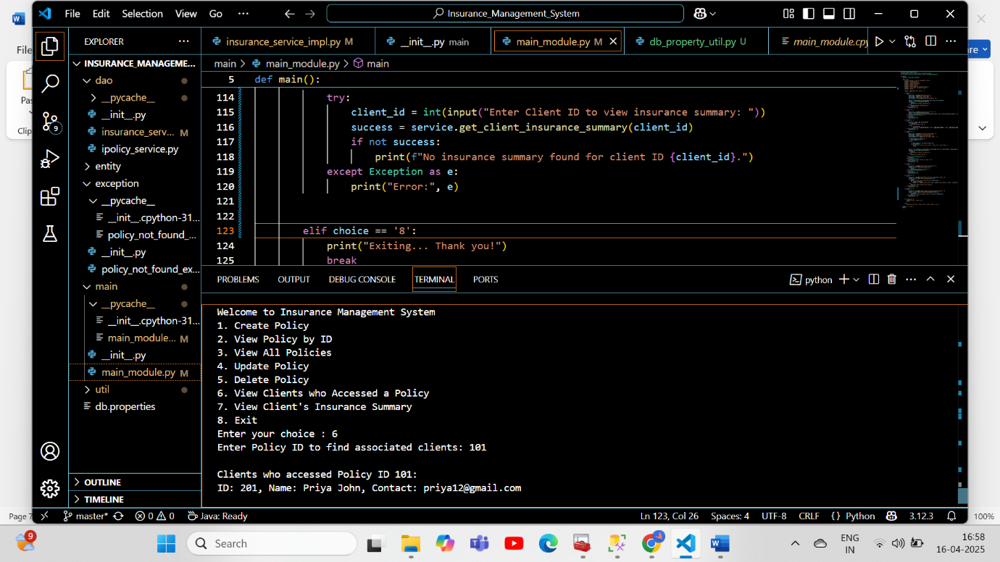 File Edit Selection View Go ··· Insurance_Management_System
File
EXPLORER ···
insurance_service_impl.py M __init__.py main main_module.py M db_property_util.py U main_module.cpy
INSURANCE_MANAGEME...
dao
__pycache__
__init__.py
insurance_serv... M
ipolicy_service.py
entity
exception
__pycache__
__init__.cpython-31...
policy_not_found_...
__init__.py
policy_not_found_ex...
main
__pycache__
__init__.cpython-31...
main_module... M
__init__.py
main_module.py M
util
db.properties
OUTLINE
TIMELINE
9
Pas
Clip
re
main > main_module.py > main
5 def main():
114 try:
115 client_id = int(input("Enter Client ID to view insurance summary: "))
116 success = service.get_client_insurance_summary(client_id)
117 if not success:
118 print(f"No insurance summary found for client ID {client_id}.")
119 except Exception as e:
120 print("Error:", e)
121
122
123 elif choice == '8':
124 print("Exiting... Thank you!")
125 break
PROBLEMS OUTPUT DEBUG CONSOLE TERMINAL PORTS python
Welcome to Insurance Management System
1. Create Policy
2. View Policy by ID
3. View All Policies
4. Update Policy
5. Delete Policy
6. View Clients who Accessed a Policy
7. View Client's Insurance Summary
8. Exit
Enter your choice : 6
Enter Policy ID to find associated clients: 101
Clients who accessed Policy ID 101:
ID: 201, Name: Priya John, Contact: priya12@gmail.com
Page 7 master* 0 0 Java: Ready Ln 123, Col 26 Spaces: 4 UTF-8 CRLF {} Python 3.12.3 100%
9 Search 4 ENG
IN
16:58
16-04-2025